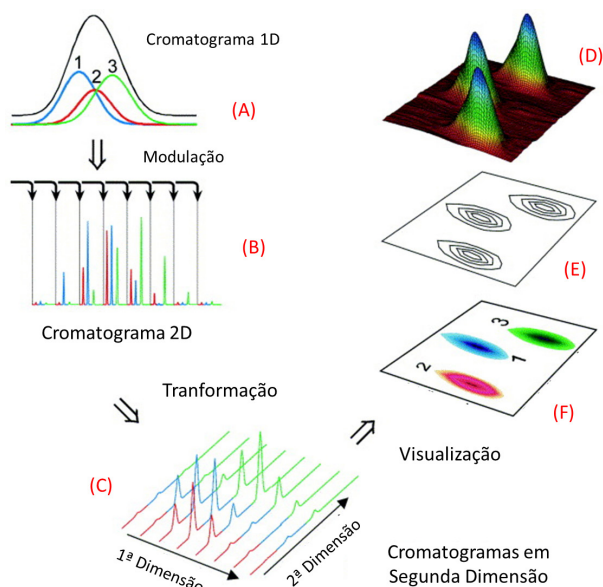 Cromatograma 1D
1
2
3
(A)
Modulação
(B)
Cromatograma 2D
Tranformação
(C)
1ª Dimensão
2ª Dimensão
Visualização
(D)
(E)
3
1
2
(F)
Cromatogramas em
Segunda Dimensão